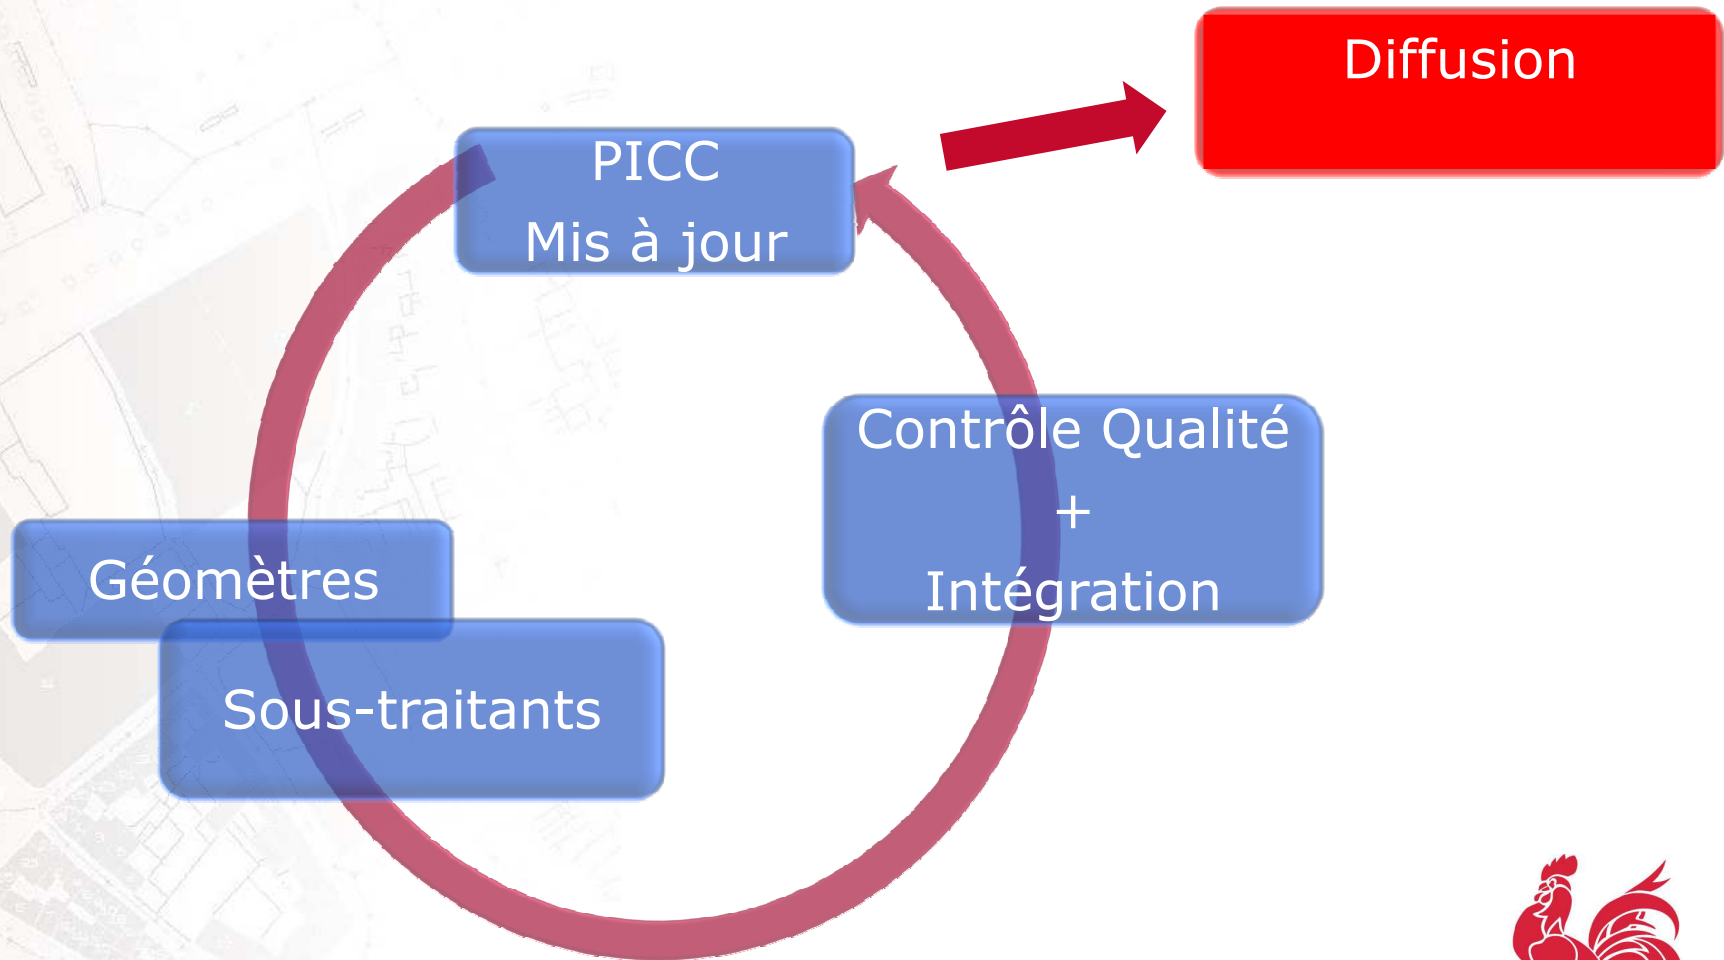 Diffusion
PICC
Mis à jour
Contrôle Qualité
+
Intégration
Géomètres
Sous-traitants